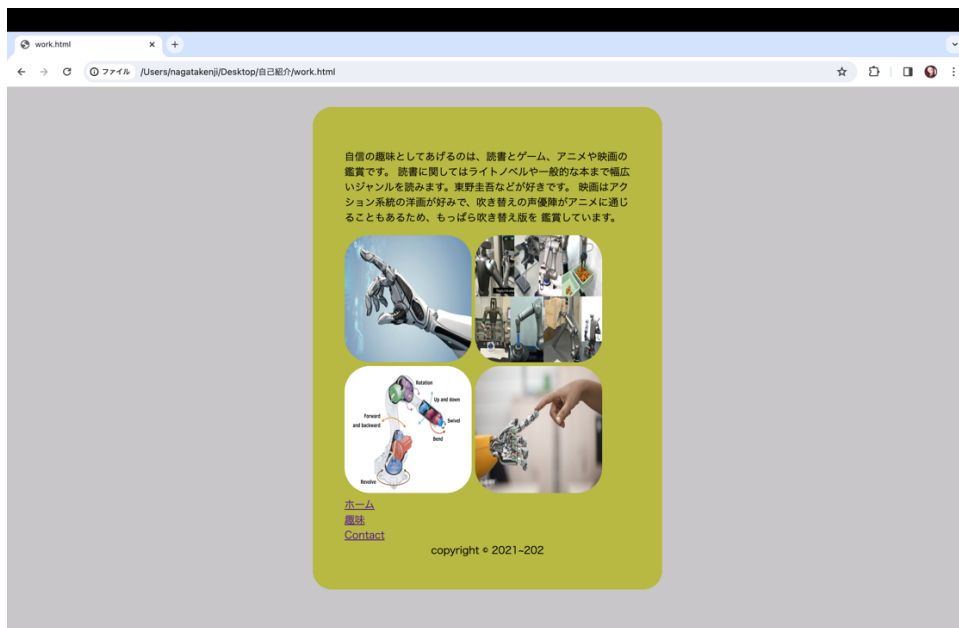 work.html
ファイル /Users/nagatakenji/Desktop/自己紹介/work.html
自信の趣味としてあげるのは、読書とゲーム、アニメや映画の
鑑賞です。 読書に関してはライトノベルや一般的な本まで幅広
いジャンルを読みます。東野圭吾などが好きです。 映画はアク
ション系統の洋画が好みで、吹き替えの声優陣がアニメに通じ
ることもあるため、もっぱら吹き替え版を 鑑賞しています。
Rotation
Up and down
Forward
and backward
Swivel
Bend
Revolve
ホーム
趣味
Contact
copyright © 2021~202